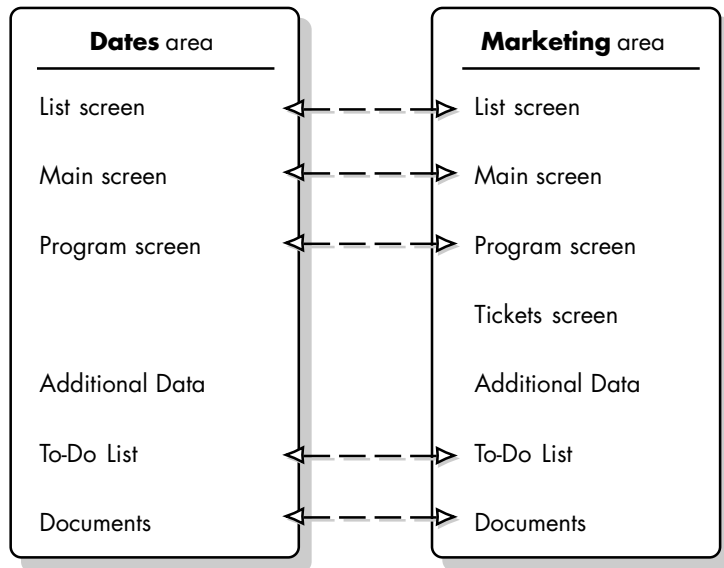 Dates area
List screen
Main screen
Program screen
Additional Data
To-Do List
Documents
Marketing area
List screen
Main screen
Program screen
Tickets screen
Additional Data
To-Do List
Documents